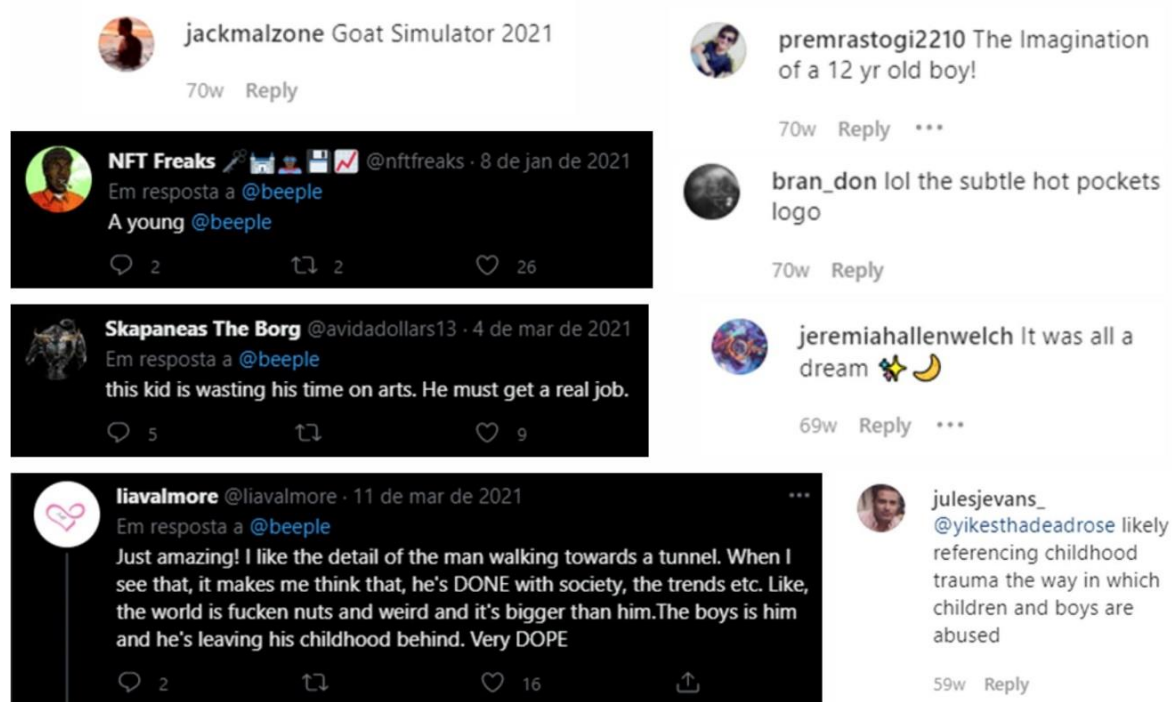 jackmalzone Goat Simulator 2021
70w Reply
NFT Freaks 🗝️🏰💂💾📈 @nftfreaks · 8 de jan de 2021
Em resposta a @beeple
A young @beeple
2 2 26
Skapaneas The Borg @avidadollars13 · 4 de mar de 2021
Em resposta a @beeple
this kid is wasting his time on arts. He must get a real job.
5 9
liavalmore @liavalmore · 11 de mar de 2021
Em resposta a @beeple
Just amazing! I like the detail of the man walking towards a tunnel. When I
see that, it makes me think that, he's DONE with society, the trends etc. Like,
the world is fucken nuts and weird and it's bigger than him.The boys is him
and he's leaving his childhood behind. Very DOPE
2 16
premrastogi2210 The Imagination
of a 12 yr old boy!
70w Reply •••
bran_don lol the subtle hot pockets
logo
70w Reply
jeremiahallenwelch It was all a
dream ✨🌙
69w Reply •••
julesjevans_
@yikesthadeadrose likely
referencing childhood
trauma the way in which
children and boys are
abused
59w Reply